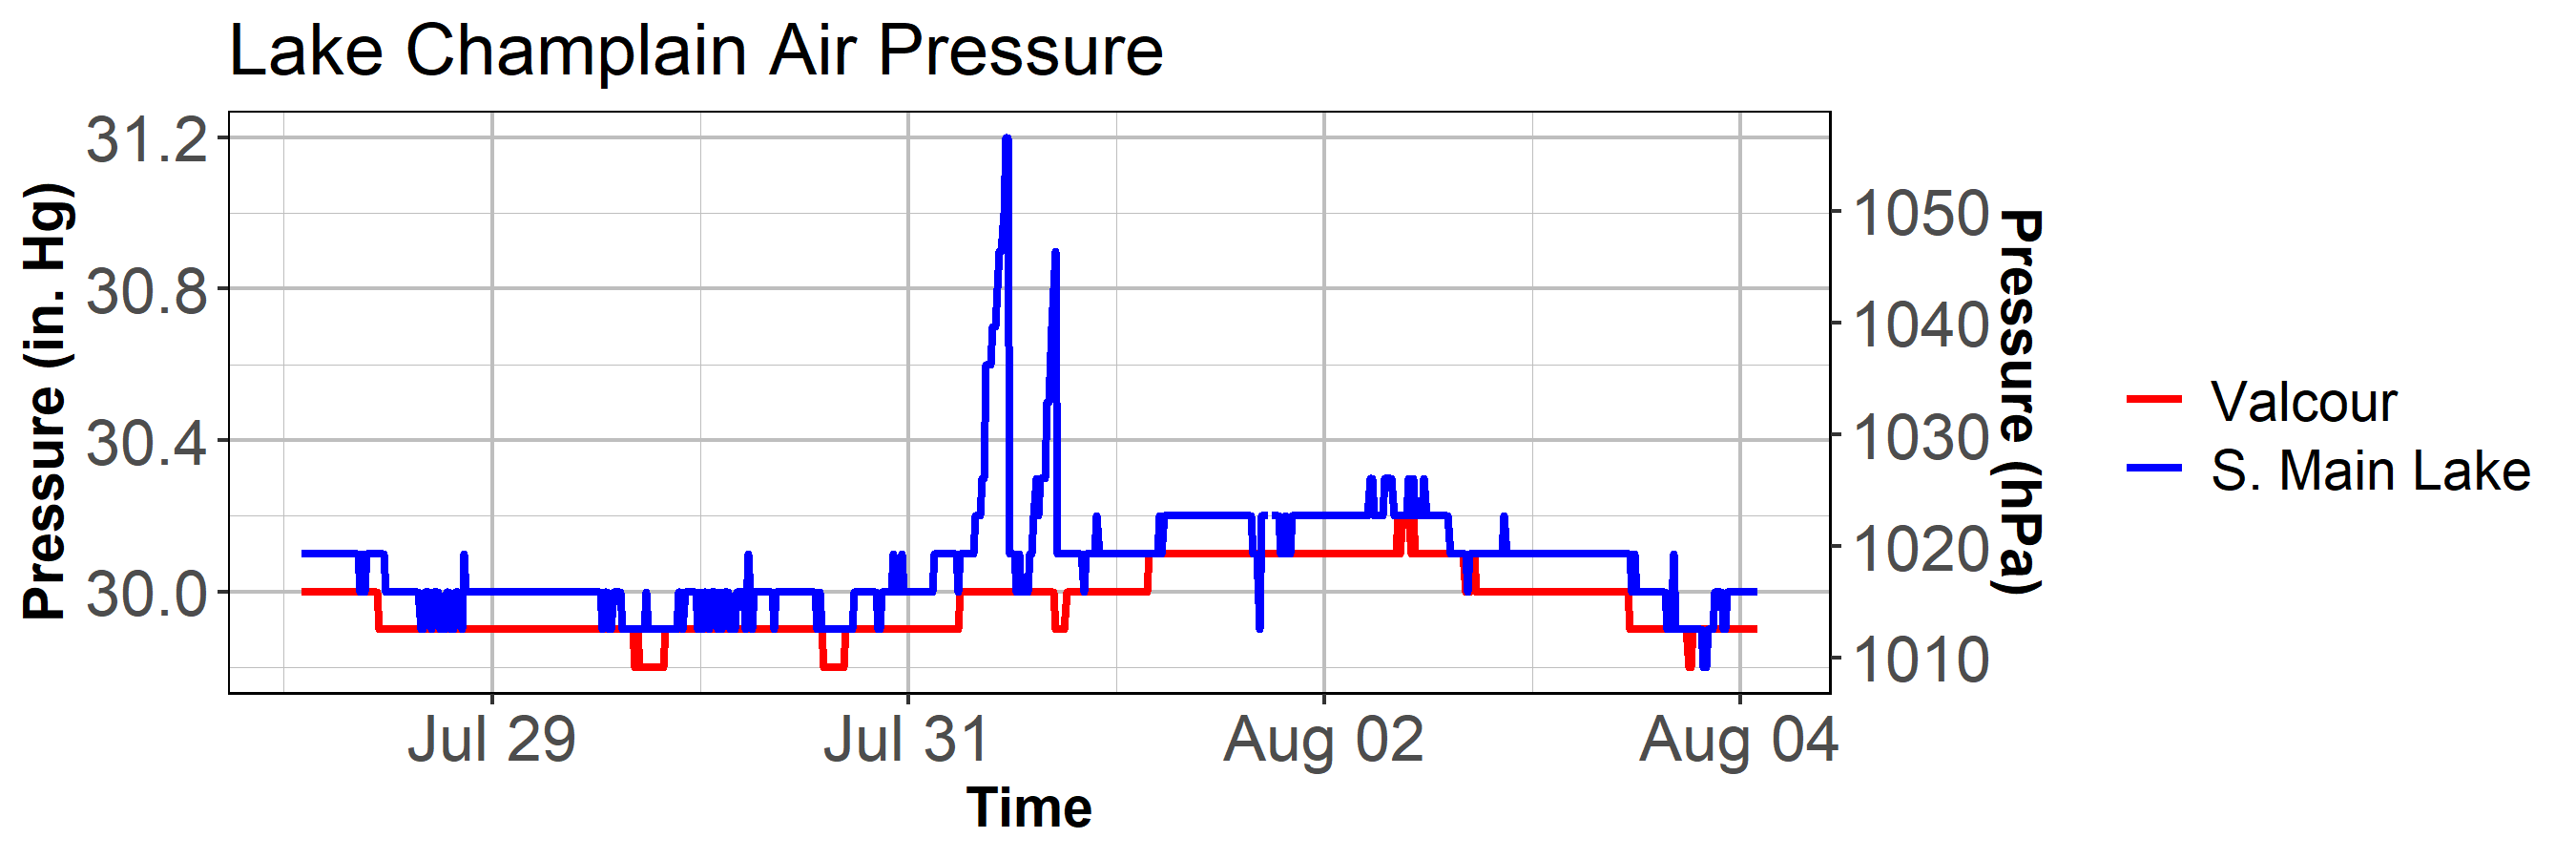 Lake Champlain Air Pressure
31.2
30.8
30.4
30.0
Pressure (in. Hg)
1050
1040
1030
1020
1010
Pressure (hPa)
Jul 29
Jul 31
Aug 02
Aug 04
Time
Valcour
S. Main Lake